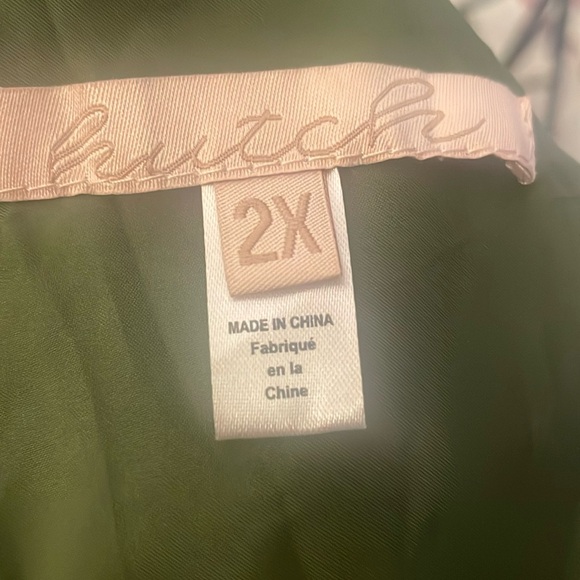 hutch
2X
MADE IN CHINA
Fabriqué
en la
Chine